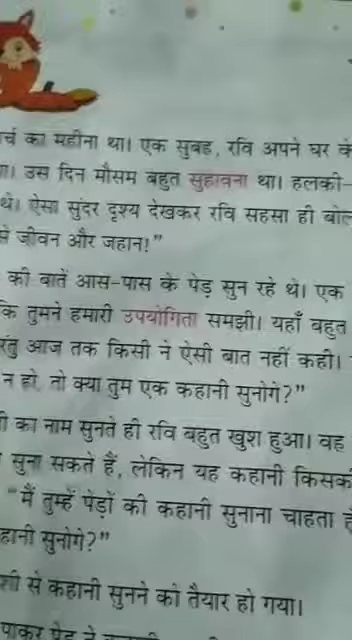 र्च का महीना था। एक सुबह, रवि अपने घर के
ा। उस दिन मौसम बहुत सुहावना था। हलकी-
थे। ऐसा सुंदर दृश्य देखकर रवि सहसा ही बोल
से जीवन और जहान!”
की बातें आस-पास के पेड़ सुन रहे थे। एक
कि तुमने हमारी उपयोगिता समझी। यहाँ बहुत
रंतु आज तक किसी ने ऐसी बात नहीं कही।
न हो, तो क्या तुम एक कहानी सुनोगे?”
ी का नाम सुनते ही रवि बहुत खुश हुआ। वह
सुना सकते हैं, लेकिन यह कहानी किसकी
“मैं तुम्हें पेड़ों की कहानी सुनाना चाहता हूँ
हानी सुनोगे?”
शी से कहानी सुनने को तैयार हो गया।
पाकर पेड़ ने